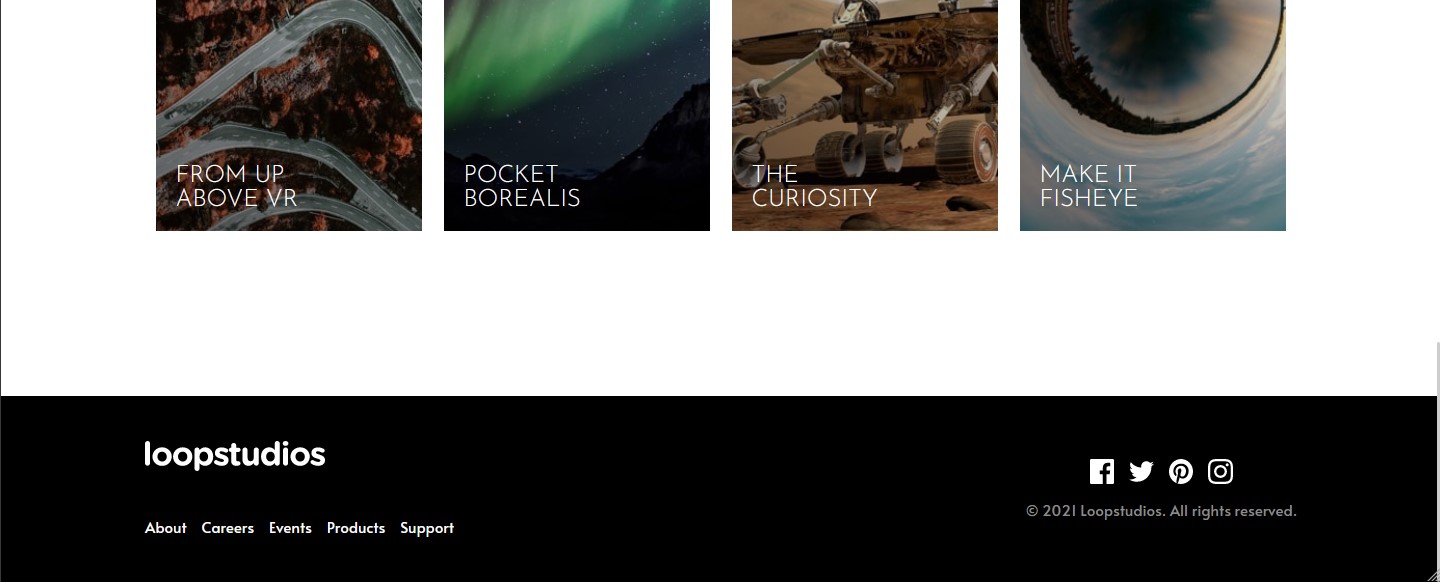 FROM UP
ABOVE VR
POCKET
BOREALIS
THE
CURIOSITY
MAKE IT
FISHEYE
loopstudios
About Careers Events Products Support
© 2021 Loopstudios. All rights reserved.